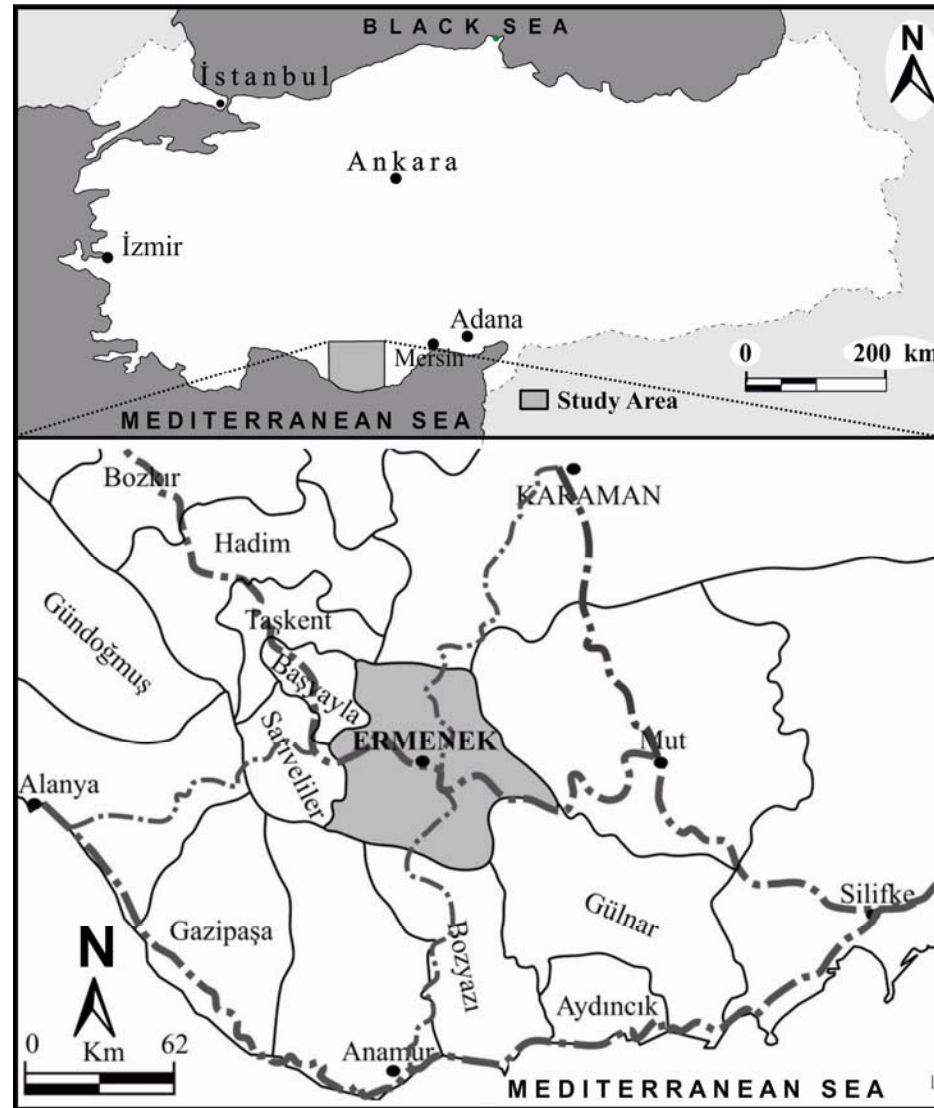 BLACK SEA
N
İstanbul
Ankara
İzmir
Adana
Mersin
0 200 km
Study Area
MEDITERRANEAN SEA
Bozkır
KARAMAN
Hadim
Taşkent
Gündoğmuş
Başyayla
ERMENEK
Mut
Sarıveliler
Alanya
Silifke
Gülnar
Gazipaşa
Bozyazı
N
Aydıncık
0 Km 62
Anamur
MEDITERRANEAN SEA